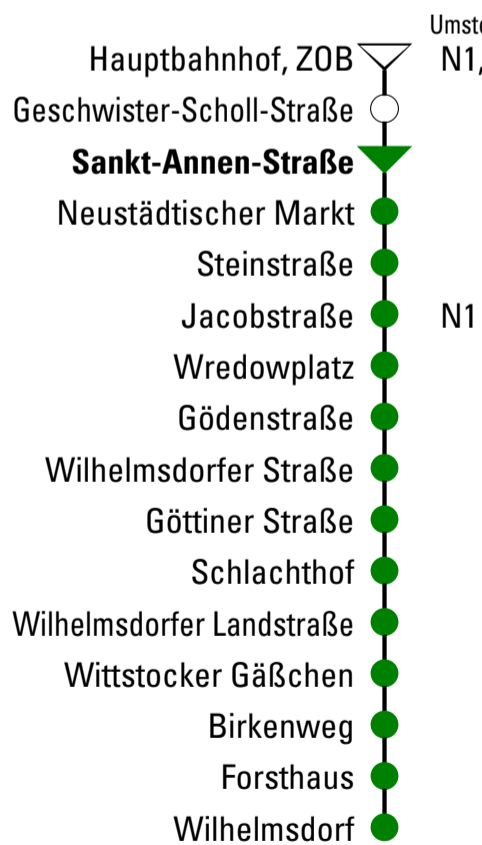 Umste
Hauptbahnhof, ZOB N1,
Geschwister-Scholl-Straße
Sankt-Annen-Straße
Neustädtischer Markt
Steinstraße
Jacobstraße N1
Wredowplatz
Gödenstraße
Wilhelmsdorfer Straße
Göttiner Straße
Schlachthof
Wilhelmsdorfer Landstraße
Wittstocker Gäßchen
Birkenweg
Forsthaus
Wilhelmsdorf